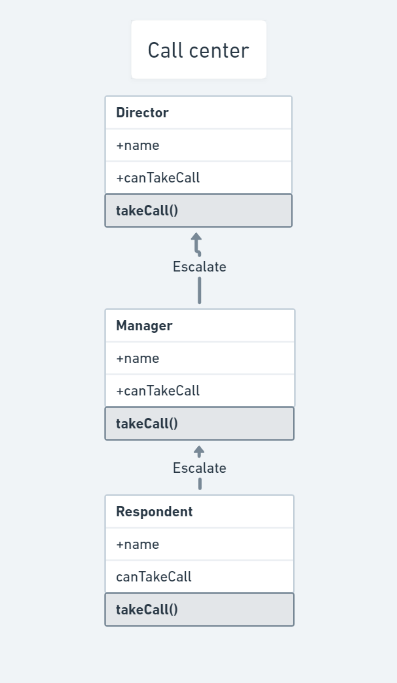 Call center
Director
+name
+canTakeCall
takeCall()
Escalate
Manager
+name
+canTakeCall
takeCall()
Escalate
Respondent
+name
canTakeCall
takeCall()